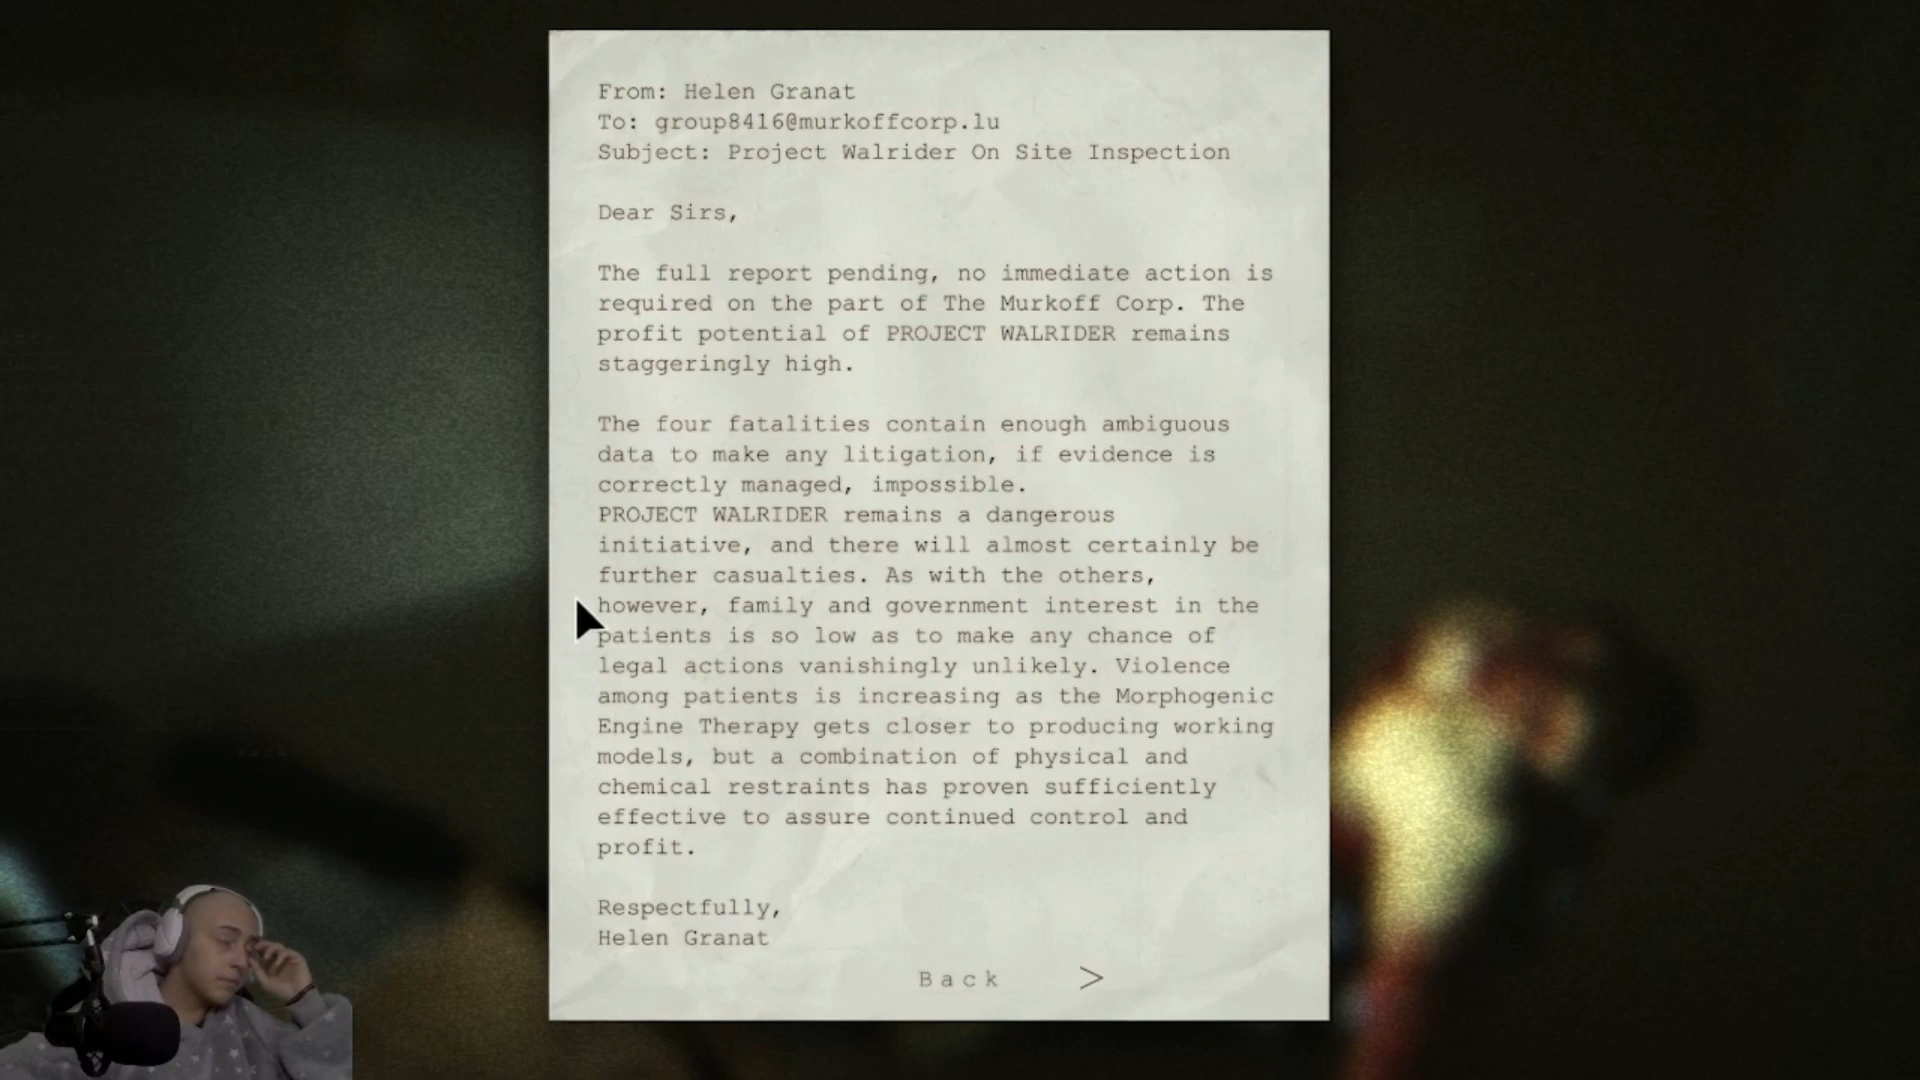 From: Helen Granat
To: group8416@murkoffcorp.lu
Subject: Project Walrider On Site Inspection
Dear Sirs,
The full report pending, no immediate action is
required on the part of The Murkoff Corp. The
profit potential of PROJECT WALRIDER remains
staggeringly high.
The four fatalities contain enough ambiguous
data to make any litigation, if evidence is
correctly managed, impossible.
PROJECT WALRIDER remains a dangerous
initiative, and there will almost certainly be
further casualties. As with the others,
however, family and government interest in the
patients is so low as to make any chance of
legal actions vanishingly unlikely. Violence
among patients is increasing as the Morphogenic
Engine Therapy gets closer to producing working
models, but a combination of physical and
chemical restraints has proven sufficiently
effective to assure continued control and
profit.
Respectfully,
Helen Granat
Back >